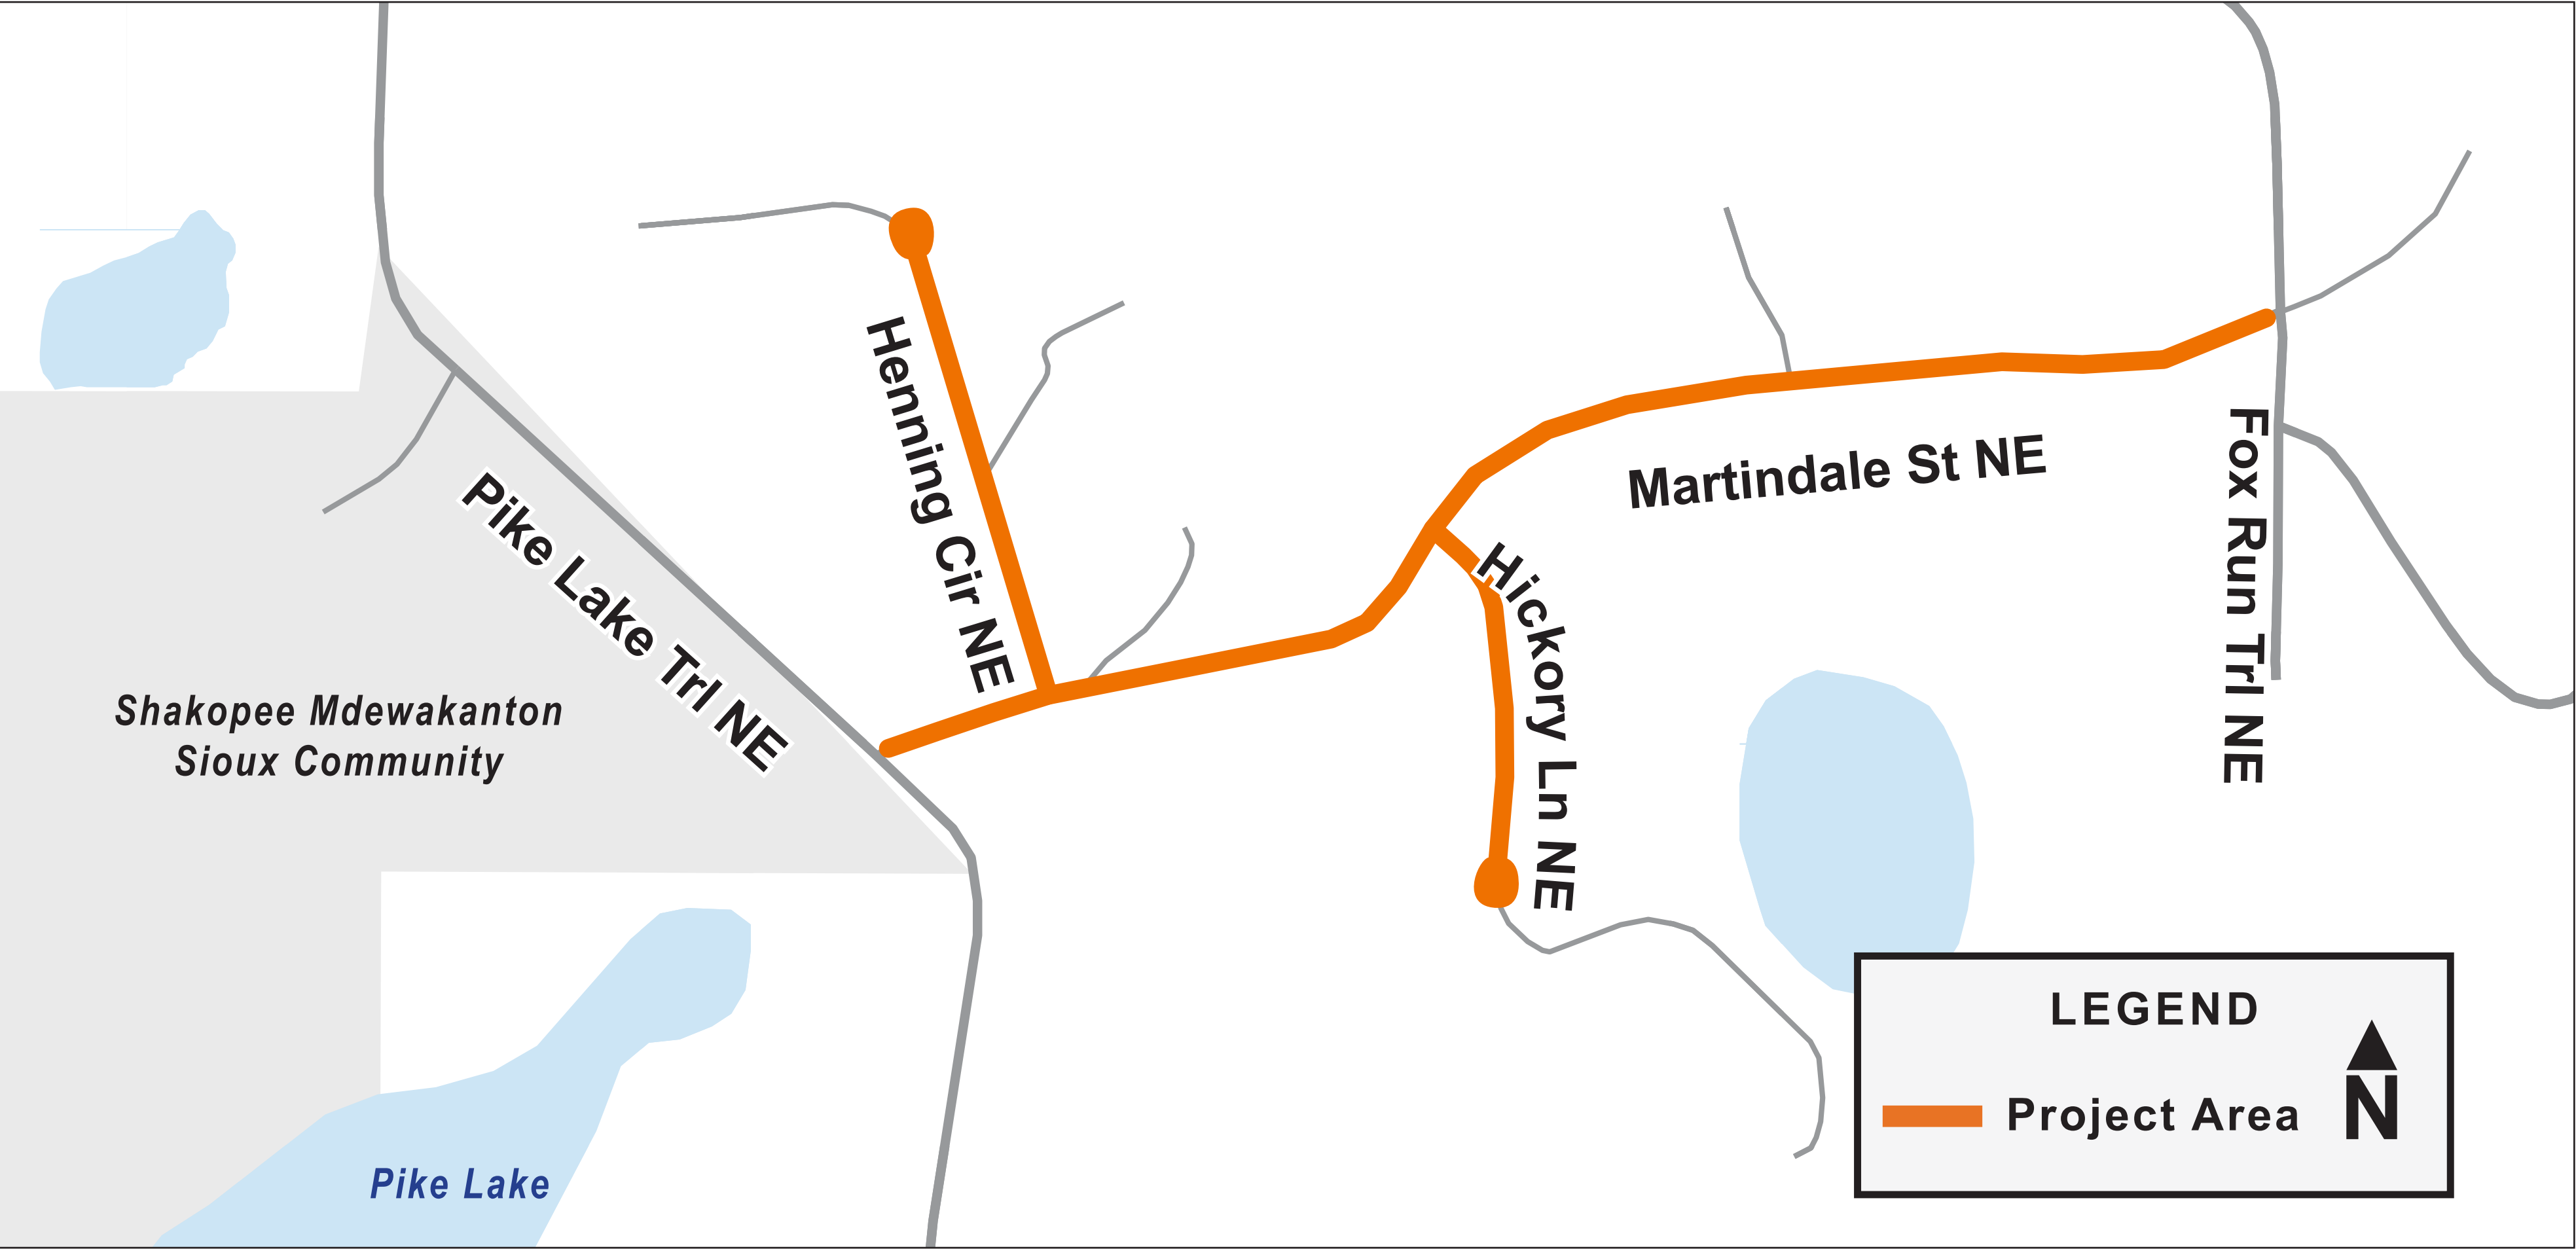 Henning Cir NE
Pike Lake Trl NE
Martindale St NE
Hickory Ln NE
Fox Run Trl NE
Shakopee Mdewakanton
Sioux Community
Pike Lake
LEGEND
Project Area
N